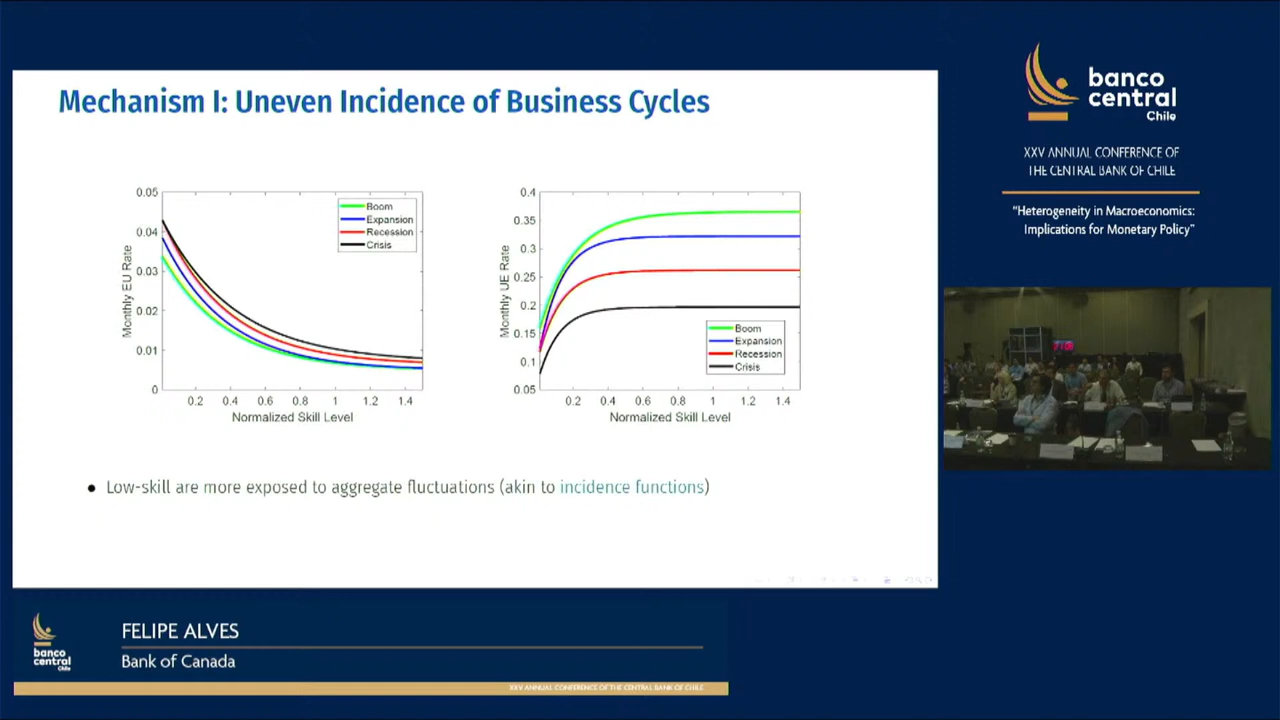 Mechanism I: Uneven Incidence of Business Cycles
0.05
0.04
0.03
0.02
0.01
0
Monthly EU Rate
Boom
Expansion
Recession
Crisis
0.2 0.4 0.6 0.8 1.0 1.2 1.4
Normalized Skill Level
0.4
0.35
0.3
0.25
0.2
0.15
0.1
0.05
Monthly UE Rate
Boom
Expansion
Recession
Crisis
0.2 0.4 0.6 0.8 1.0 1.2 1.4
Normalized Skill Level
● Low-skill are more exposed to aggregate fluctuations (akin to incidence functions)
banco
central
Chile
XXV ANNUAL CONFERENCE OF
THE CENTRAL BANK OF CHILE
“Heterogeneity in Macroeconomics:
Implications for Monetary Policy”
banco
central
Chile
FELIPE ALVES
Bank of Canada
XXV ANNUAL CONFERENCE OF THE CENTRAL BANK OF CHILE